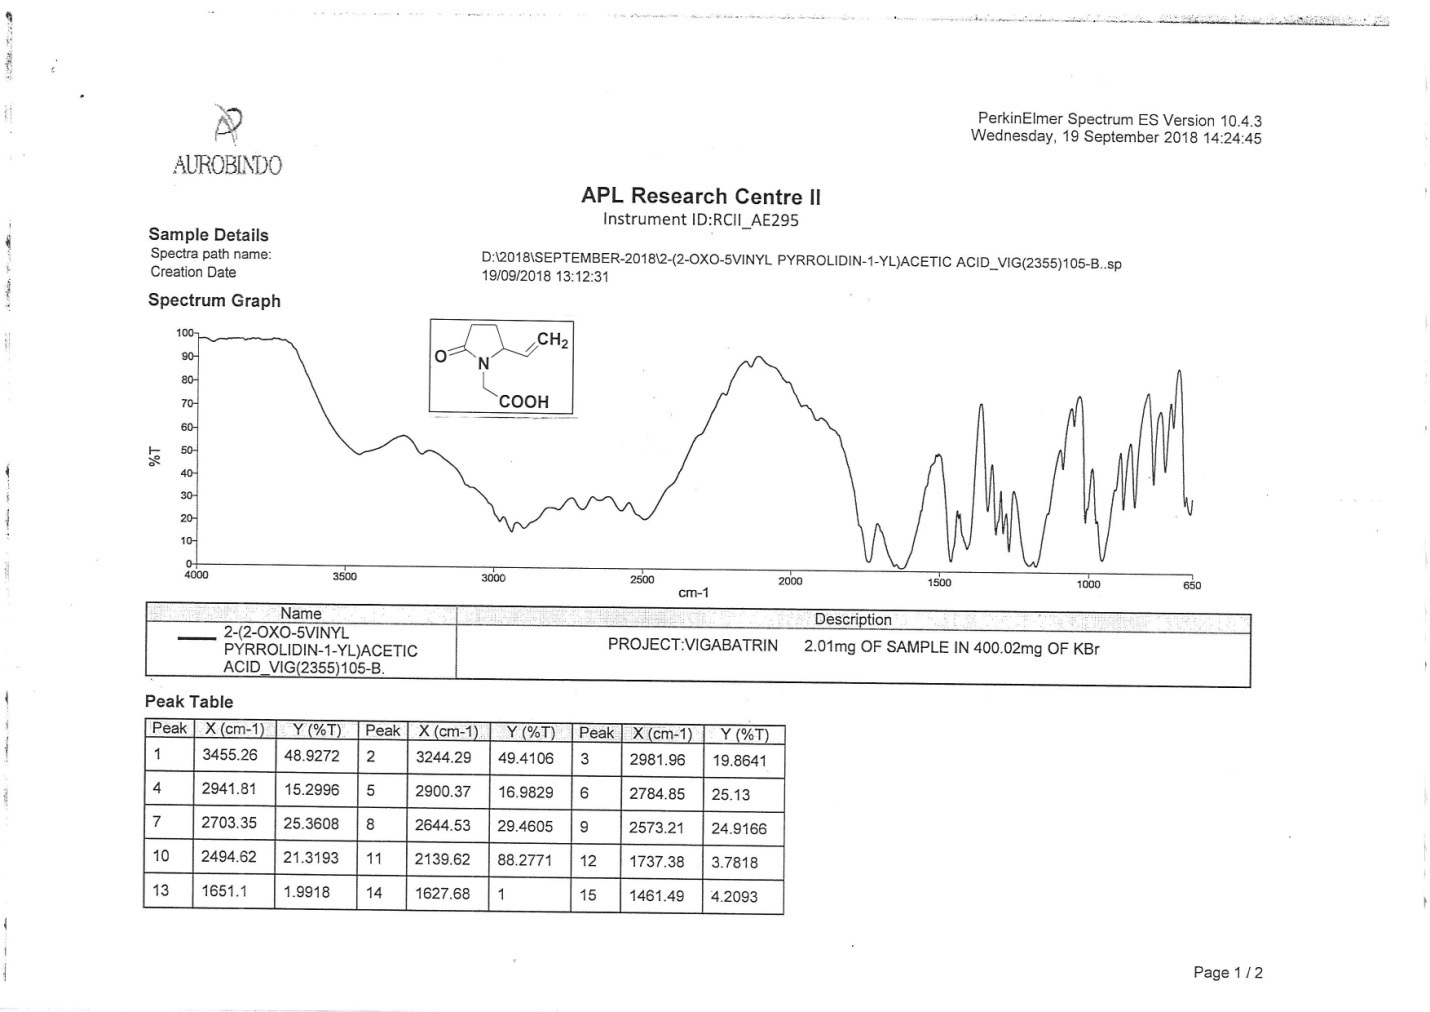 AUROBINDO
PerkinElmer Spectrum ES Version 10.4.3
Wednesday, 19 September 2018 14:24:45
APL Research Centre II
Instrument ID:RCII_AE295
Sample Details
Spectra path name:
D:\2018\SEPTEMBER-2018\2-(2-OXO-5VINYL PYRROLIDIN-1-YL)ACETIC ACID_VIG(2355)105-B..sp
Creation Date
19/09/2018 13:12:31
Spectrum Graph
O
N
CH2
COOH
%T
100
90
80
70
60
50
40
30
20
10
0
4000 3500 3000 2500 2000 1500 1000 650
cm-1
Name Description
2-(2-OXO-5VINYL
PYRROLIDIN-1-YL)ACETIC
ACID_VIG(2355)105-B.
PROJECT:VIGABATRIN 2.01mg OF SAMPLE IN 400.02mg OF KBr
Peak Table
Peak X (cm-1) Y (%T) Peak X (cm-1) Y (%T) Peak X (cm-1) Y (%T)
1 3455.26 48.9272 2 3244.29 49.4106 3 2981.96 19.8641
4 2941.81 15.2996 5 2900.37 16.9829 6 2784.85 25.13
7 2703.35 25.3608 8 2644.53 29.4605 9 2573.21 24.9166
10 2494.62 21.3193 11 2139.62 88.2771 12 1737.38 3.7818
13 1651.1 1.9918 14 1627.68 1 15 1461.49 4.2093
Page 1 / 2